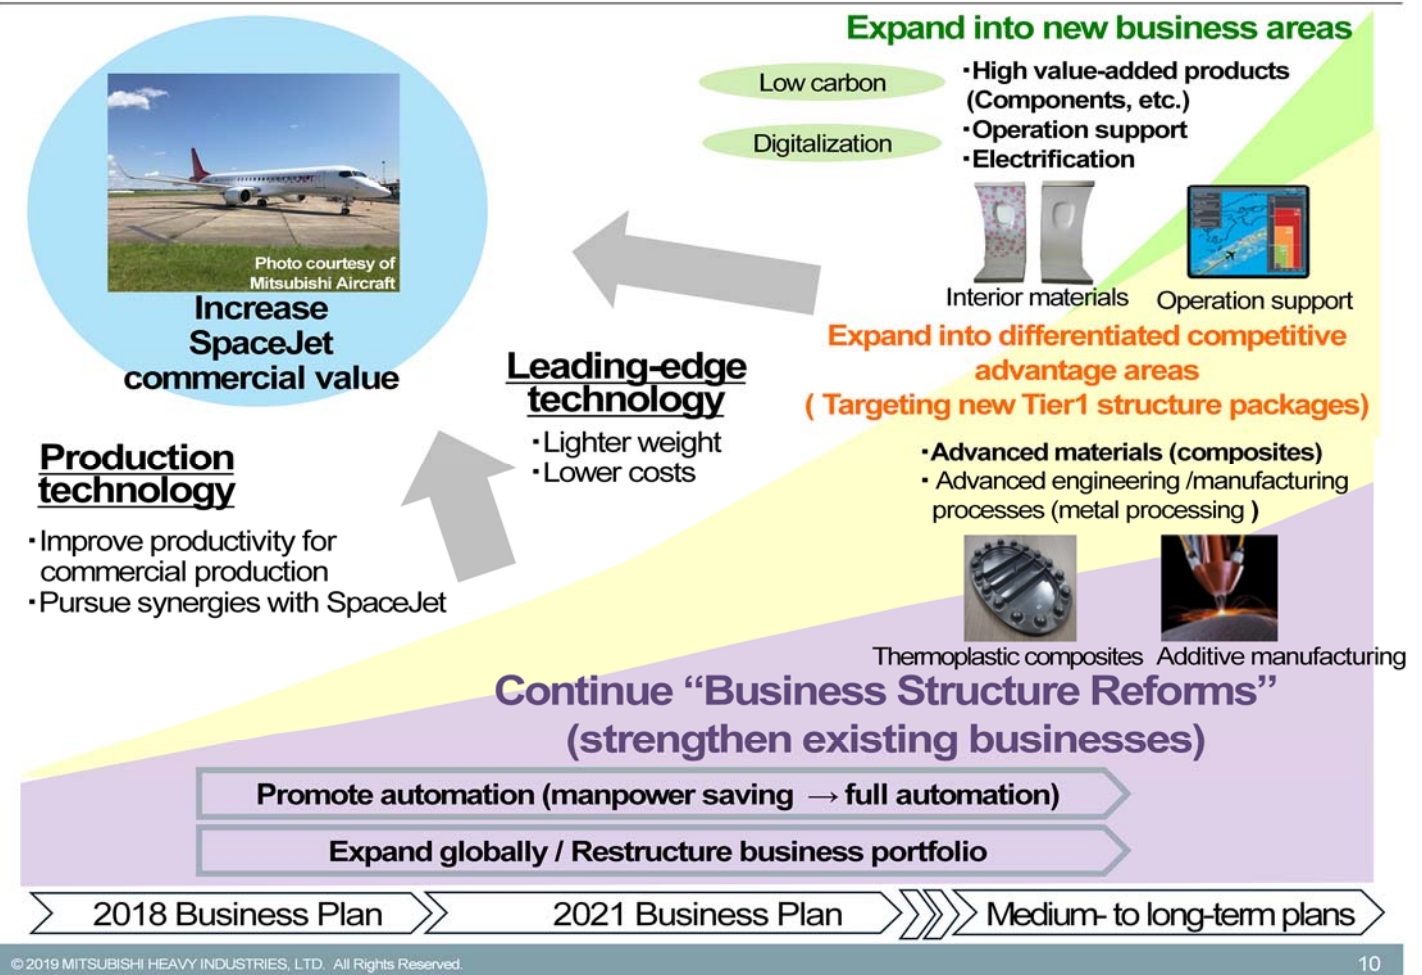 Expand into new business areas
Low carbon
Digitalization
・High value-added products
(Components, etc.)
・Operation support
・Electrification
Interior materials
Operation support
Photo courtesy of
Mitsubishi Aircraft
Increase
SpaceJet
commercial value
Leading-edge
technology
・Lighter weight
・Lower costs
Expand into differentiated competitive
advantage areas
( Targeting new Tier1 structure packages)
Production
technology
・Improve productivity for
commercial production
・Pursue synergies with SpaceJet
・Advanced materials (composites)
・ Advanced engineering /manufacturing
processes (metal processing )
Thermoplastic composites
Additive manufacturing
Continue “Business Structure Reforms”
(strengthen existing businesses)
Promote automation (manpower saving → full automation)
Expand globally / Restructure business portfolio
2018 Business Plan
2021 Business Plan
Medium- to long-term plans
© 2019 MITSUBISHI HEAVY INDUSTRIES, LTD. All Rights Reserved.
10